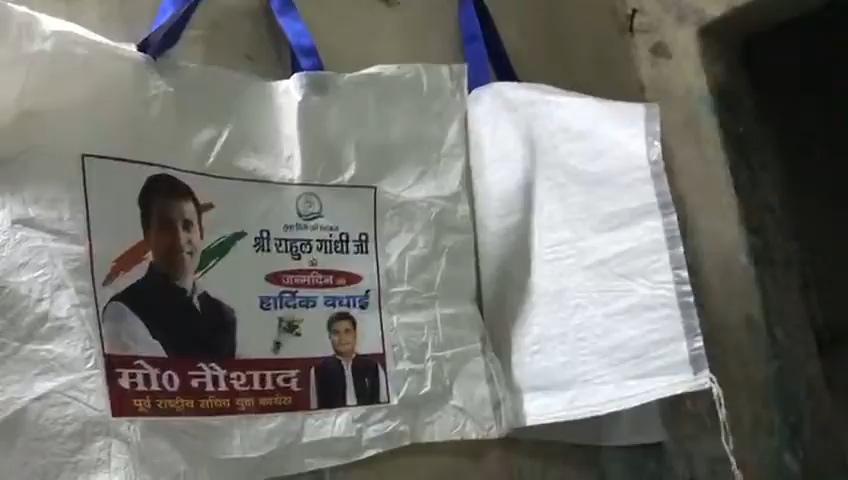 श्री राहुल गांधी जी
को
जन्मदिन की
हार्दिक बधाई
मो0 नौशाद
पूर्व राष्ट्रीय सचिव युवा कांग्रेस